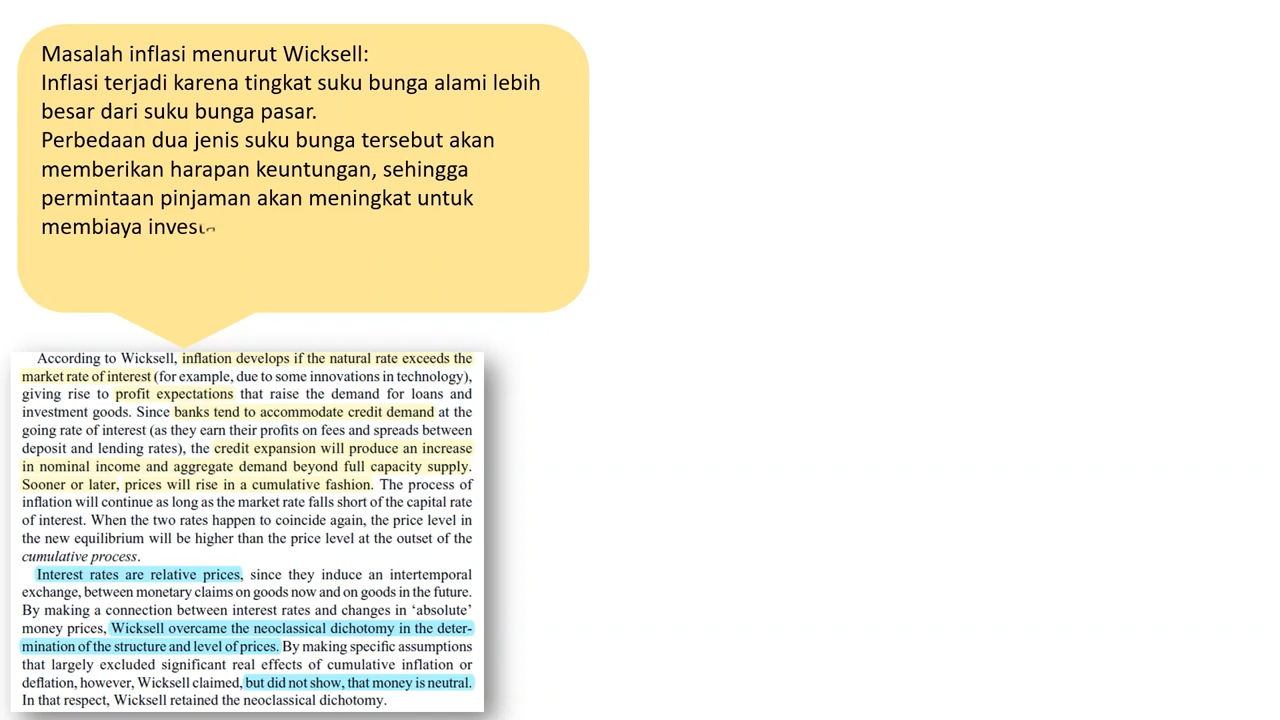 Masalah inflasi menurut Wicksell:
Inflasi terjadi karena tingkat suku bunga alami lebih
besar dari suku bunga pasar.
Perbedaan dua jenis suku bunga tersebut akan
memberikan harapan keuntungan, sehingga
permintaan pinjaman akan meningkat untuk
membiaya
According to Wicksell, inflation develops if the natural rate exceeds the
market rate of interest (for example, due to some innovations in technology),
giving rise to profit expectations that raise the demand for loans and
investment goods. Since banks tend to accommodate credit demand at the
going rate of interest (as they earn their profits on fees and spreads between
deposit and lending rates), the credit expansion will produce an increase
in nominal income and aggregate demand beyond full capacity supply.
Sooner or later, prices will rise in a cumulative fashion. The process of
inflation will continue as long as the market rate falls short of the capital rate
of interest. When the two rates happen to coincide again, the price level in
the new equilibrium will be higher than the price level at the outset of the
cumulative process.
Interest rates are relative prices, since they induce an intertemporal
exchange, between monetary claims on goods now and on goods in the future.
By making a connection between interest rates and changes in ‘absolute’
money prices, Wicksell overcame the neoclassical dichotomy in the deter-
mination of the structure and level of prices. By making specific assumptions
that largely excluded significant real effects of cumulative inflation or
deflation, however, Wicksell claimed, but did not show, that money is neutral.
In that respect, Wicksell retained the neoclassical dichotomy.